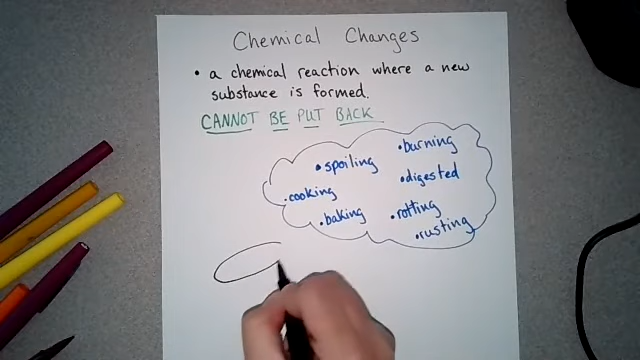 Chemical Changes
• a chemical reaction where a new
substance is formed.
CANNOT BE PUT BACK
• spoiling
• burning
• cooking
• digested
• baking
• rotting
• rusting